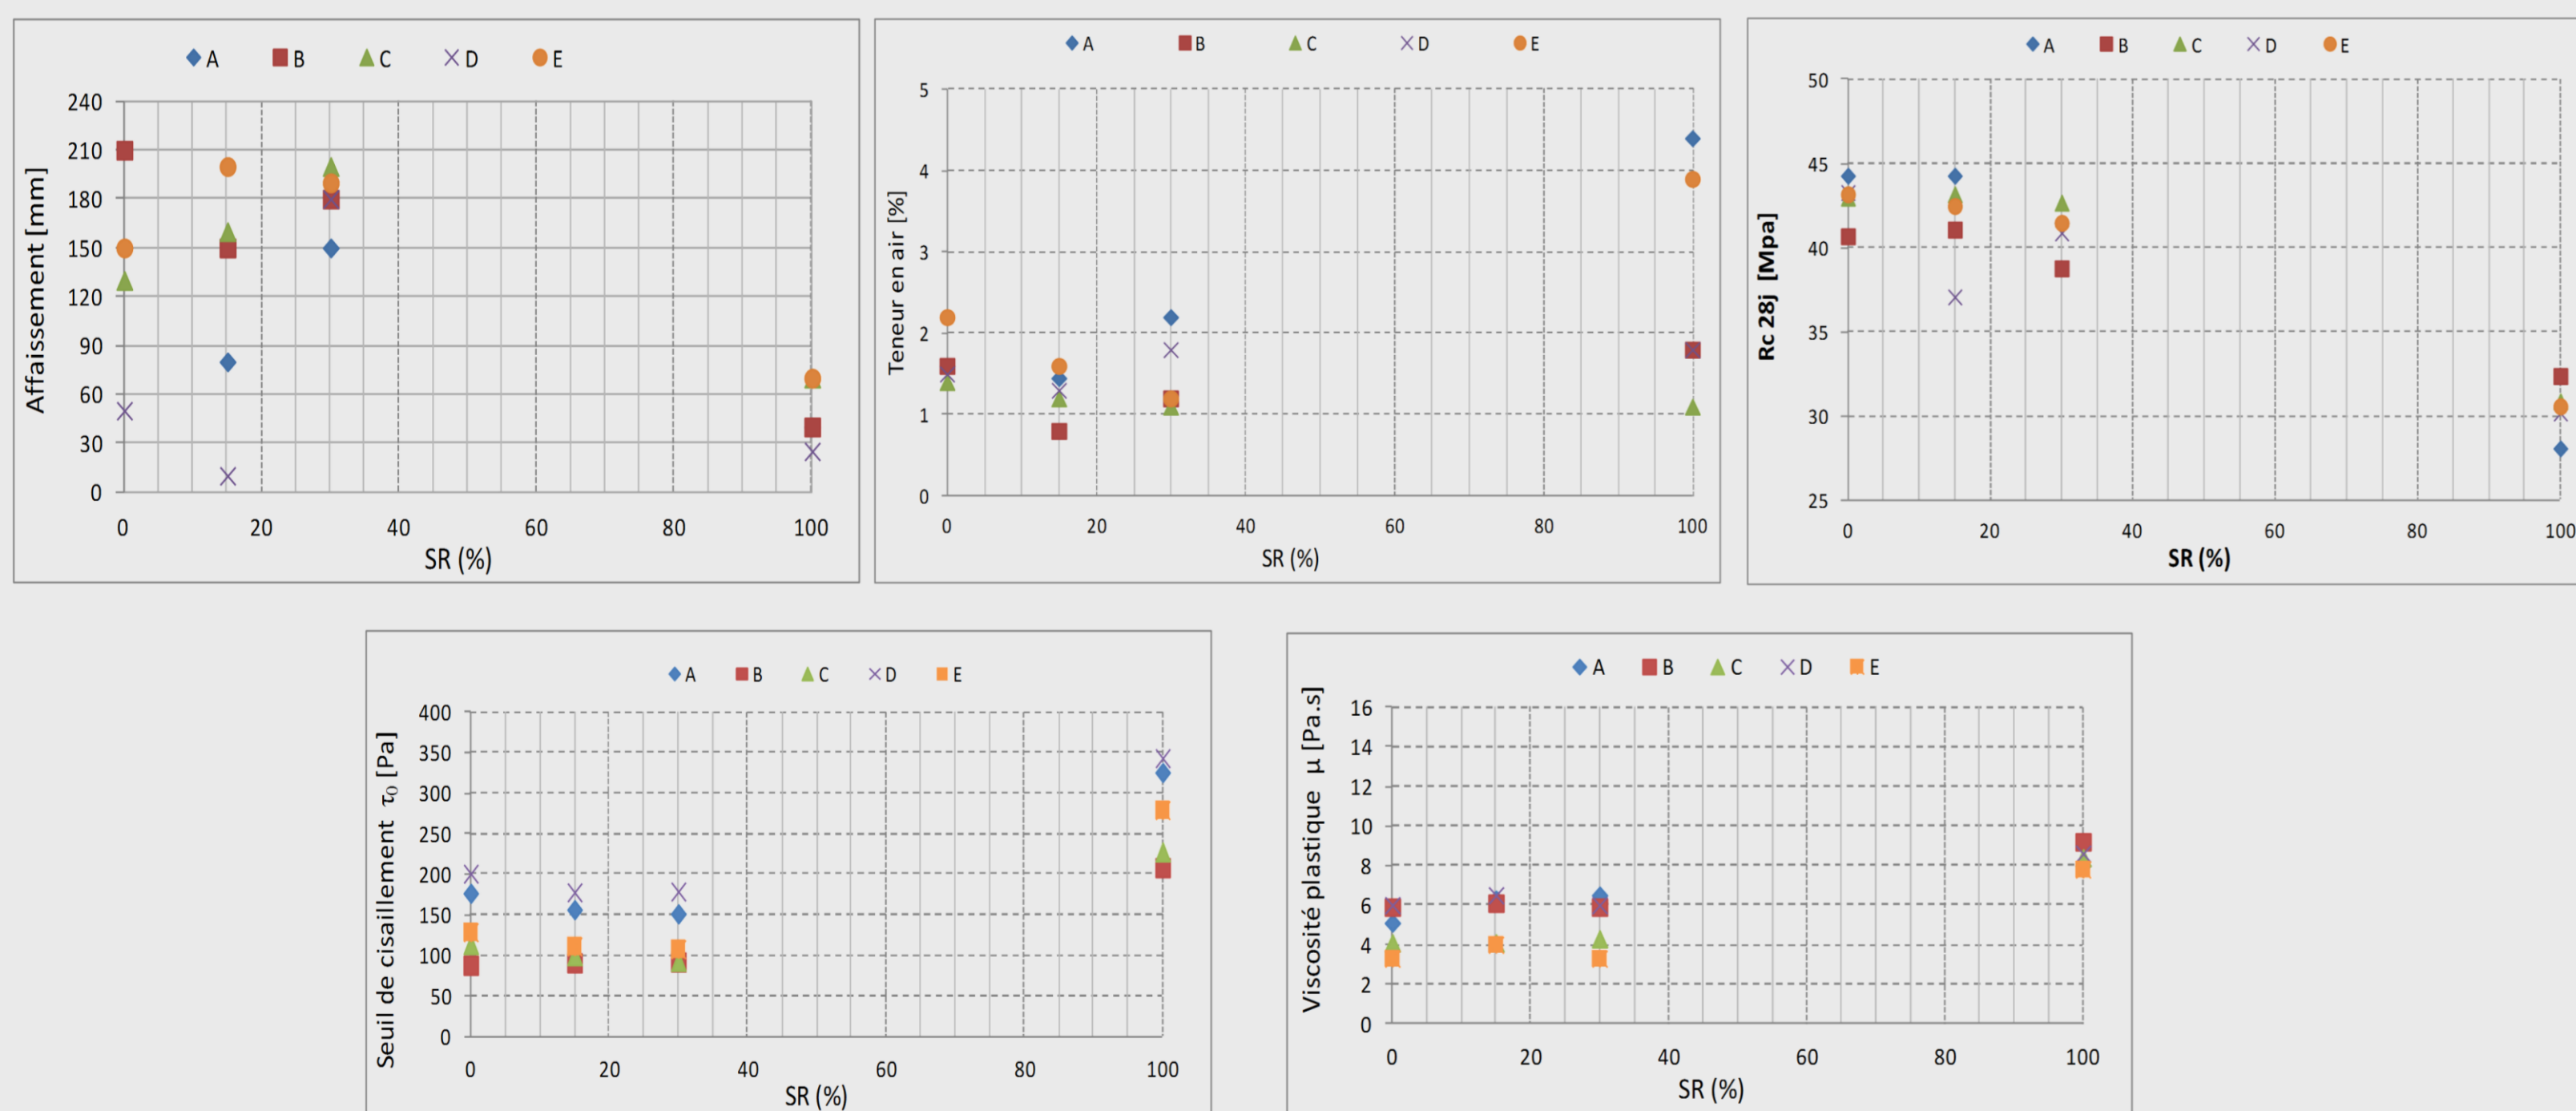 A B C D E
Affaissement [mm]
240
210
180
150
120
90
60
30
0
0 20 40 60 80 100
SR (%)
A B C D E
Teneur en air [%]
5
4
3
2
1
0
0 20 40 60 80 100
SR (%)
A B C D E
Rc 28j [Mpa]
50
45
40
35
30
25
0 20 40 60 80 100
SR (%)
A B C D E
Seuil de cisaillement τ₀ [Pa]
400
350
300
250
200
150
100
50
0
0 20 40 60 80 100
SR (%)
A B C D E
Viscosité plastique μ [Pa.s]
16
14
12
10
8
6
4
2
0
0 20 40 60 80 100
SR (%)